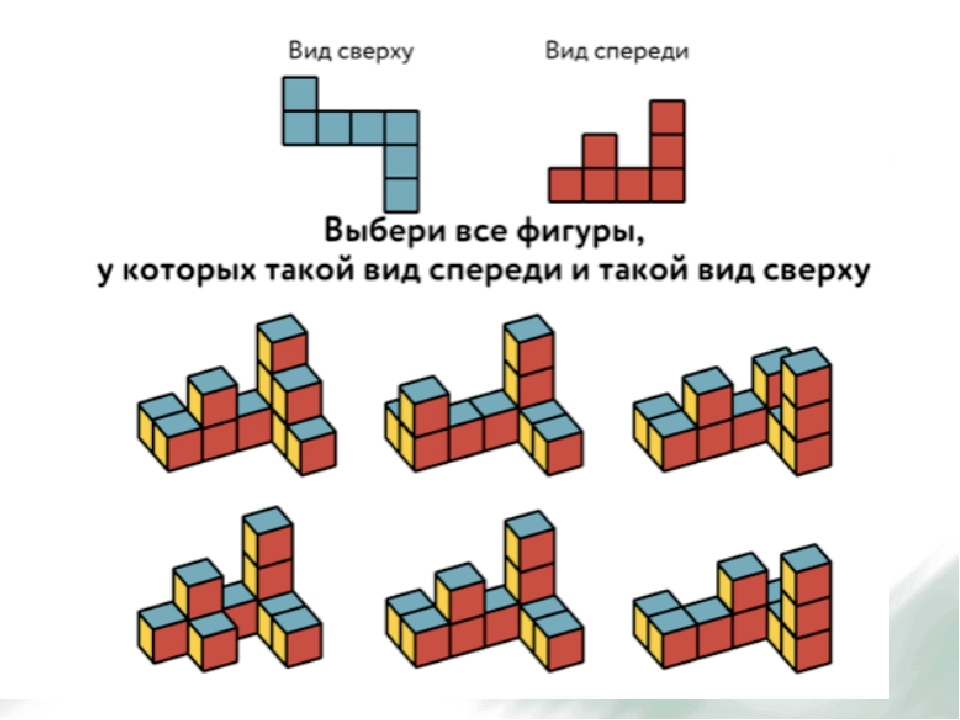 Вид сверху Вид спереди
Выбери все фигуры,
у которых такой вид спереди и такой вид сверху